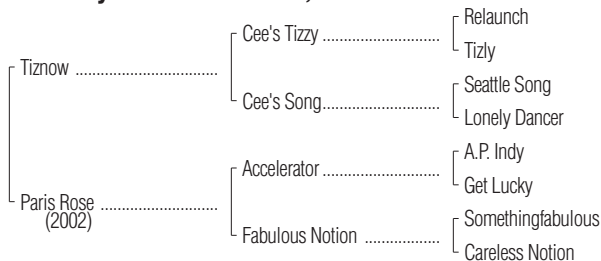 Relaunch
Cee's Tizzy ........................
Tizly
Tiznow ...............................
Seattle Song
Cee's Song........................
Lonely Dancer
A.P. Indy
Accelerator ........................
Get Lucky
Paris Rose .........................
(2002)
Somethingfabulous
Fabulous Notion ................
Careless Notion